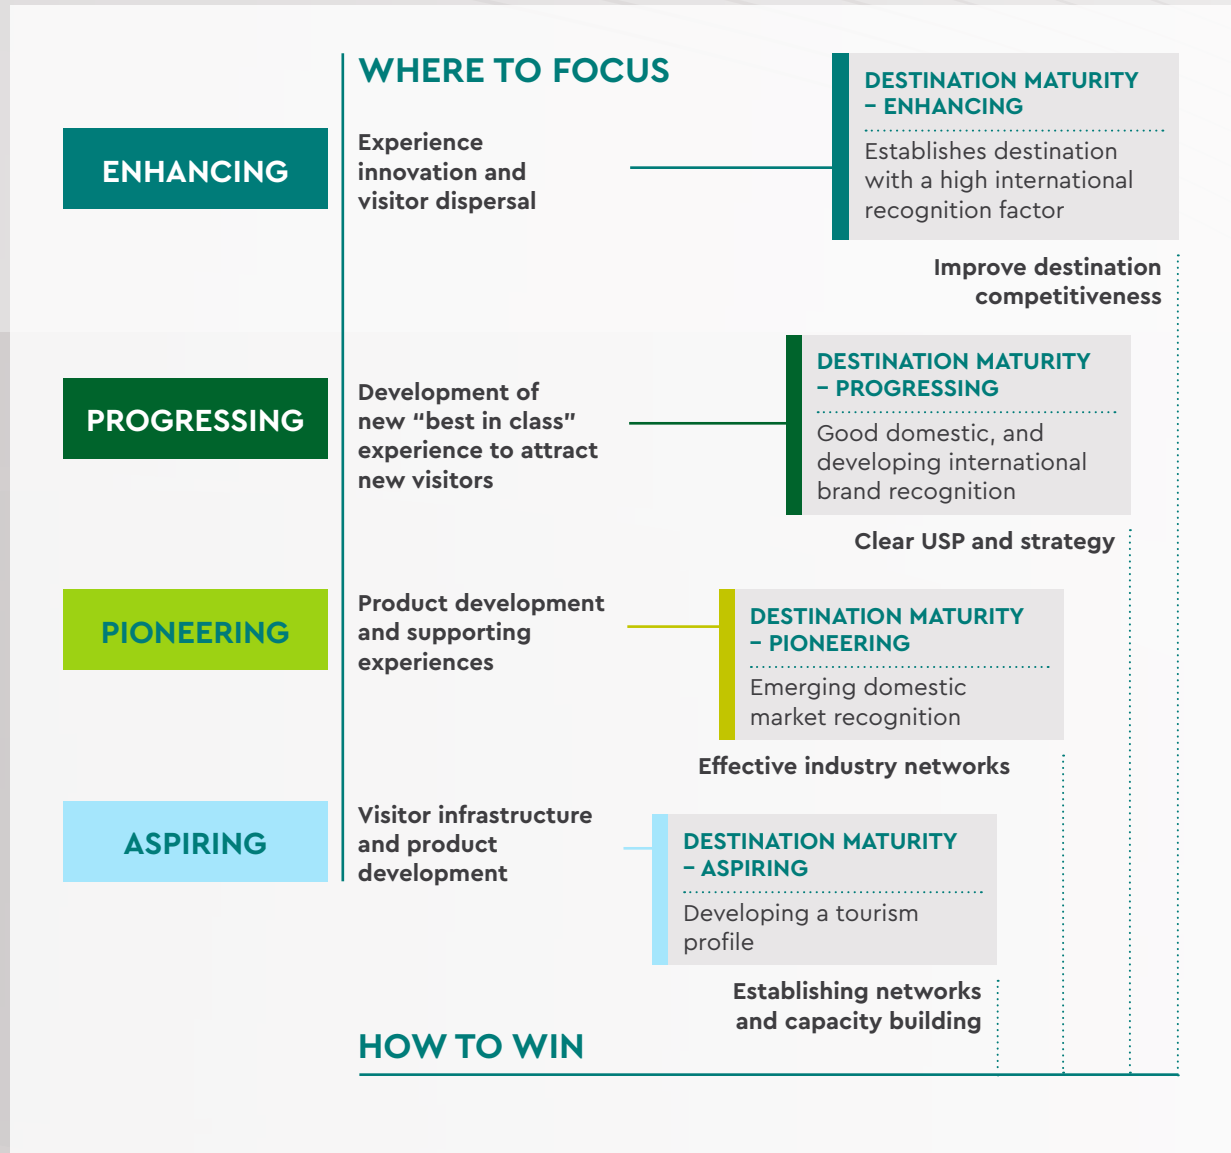 WHERE TO FOCUS
ENHANCING
Experience
innovation and
visitor dispersal
DESTINATION MATURITY
– ENHANCING
Establishes destination
with a high international
recognition factor
Improve destination
competitiveness
PROGRESSING
Development of
new “best in class”
experience to attract
new visitors
DESTINATION MATURITY
– PROGRESSING
Good domestic, and
developing international
brand recognition
Clear USP and strategy
PIONEERING
Product development
and supporting
experiences
DESTINATION MATURITY
– PIONEERING
Emerging domestic
market recognition
Effective industry networks
ASPIRING
Visitor infrastructure
and product
development
DESTINATION MATURITY
– ASPIRING
Developing a tourism
profile
Establishing networks
and capacity building
HOW TO WIN